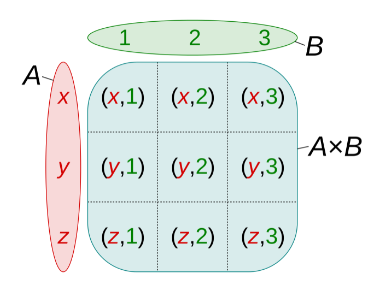 1 2 3
B
A
x (x,1) (x,2) (x,3)
A×B
y (y,1) (y,2) (y,3)
z (z,1) (z,2) (z,3)